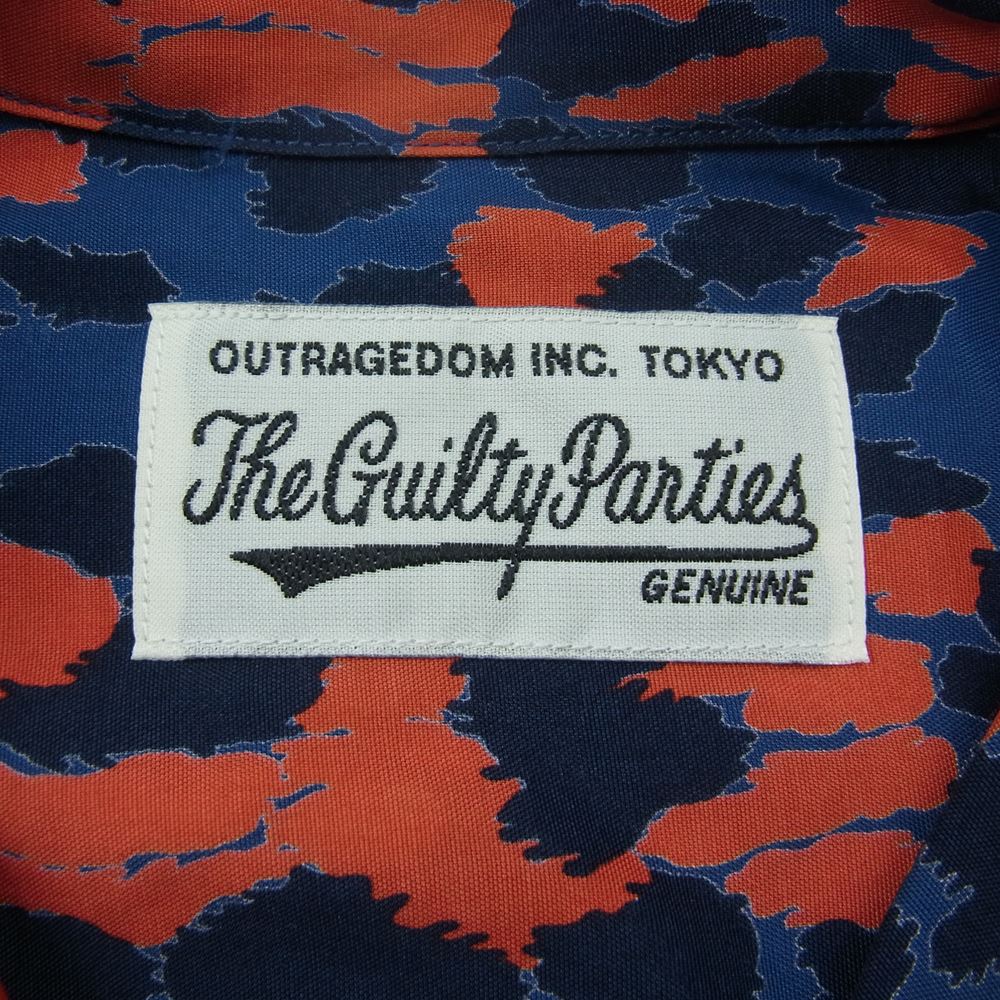 OUTRAGEDOM INC. TOKYO
The Guilty Parties
GENUINE